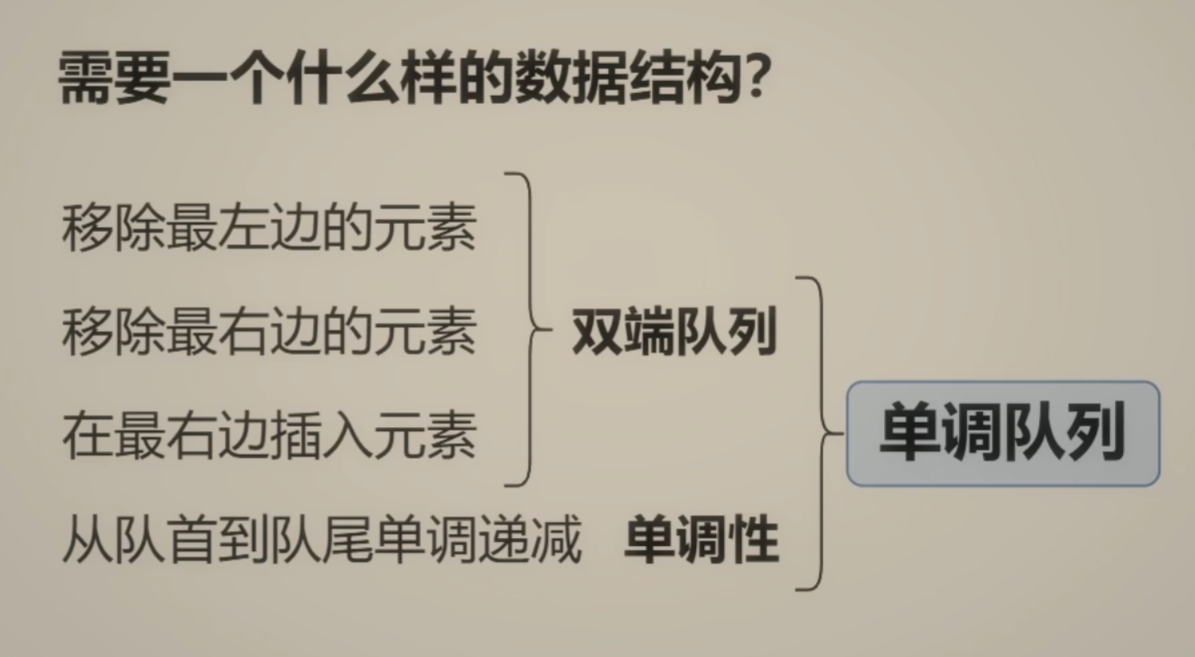 需要一个什么样的数据结构?
移除最左边的元素
移除最右边的元素
双端队列
在最右边插入元素
单调队列
从队首到队尾单调递减 单调性